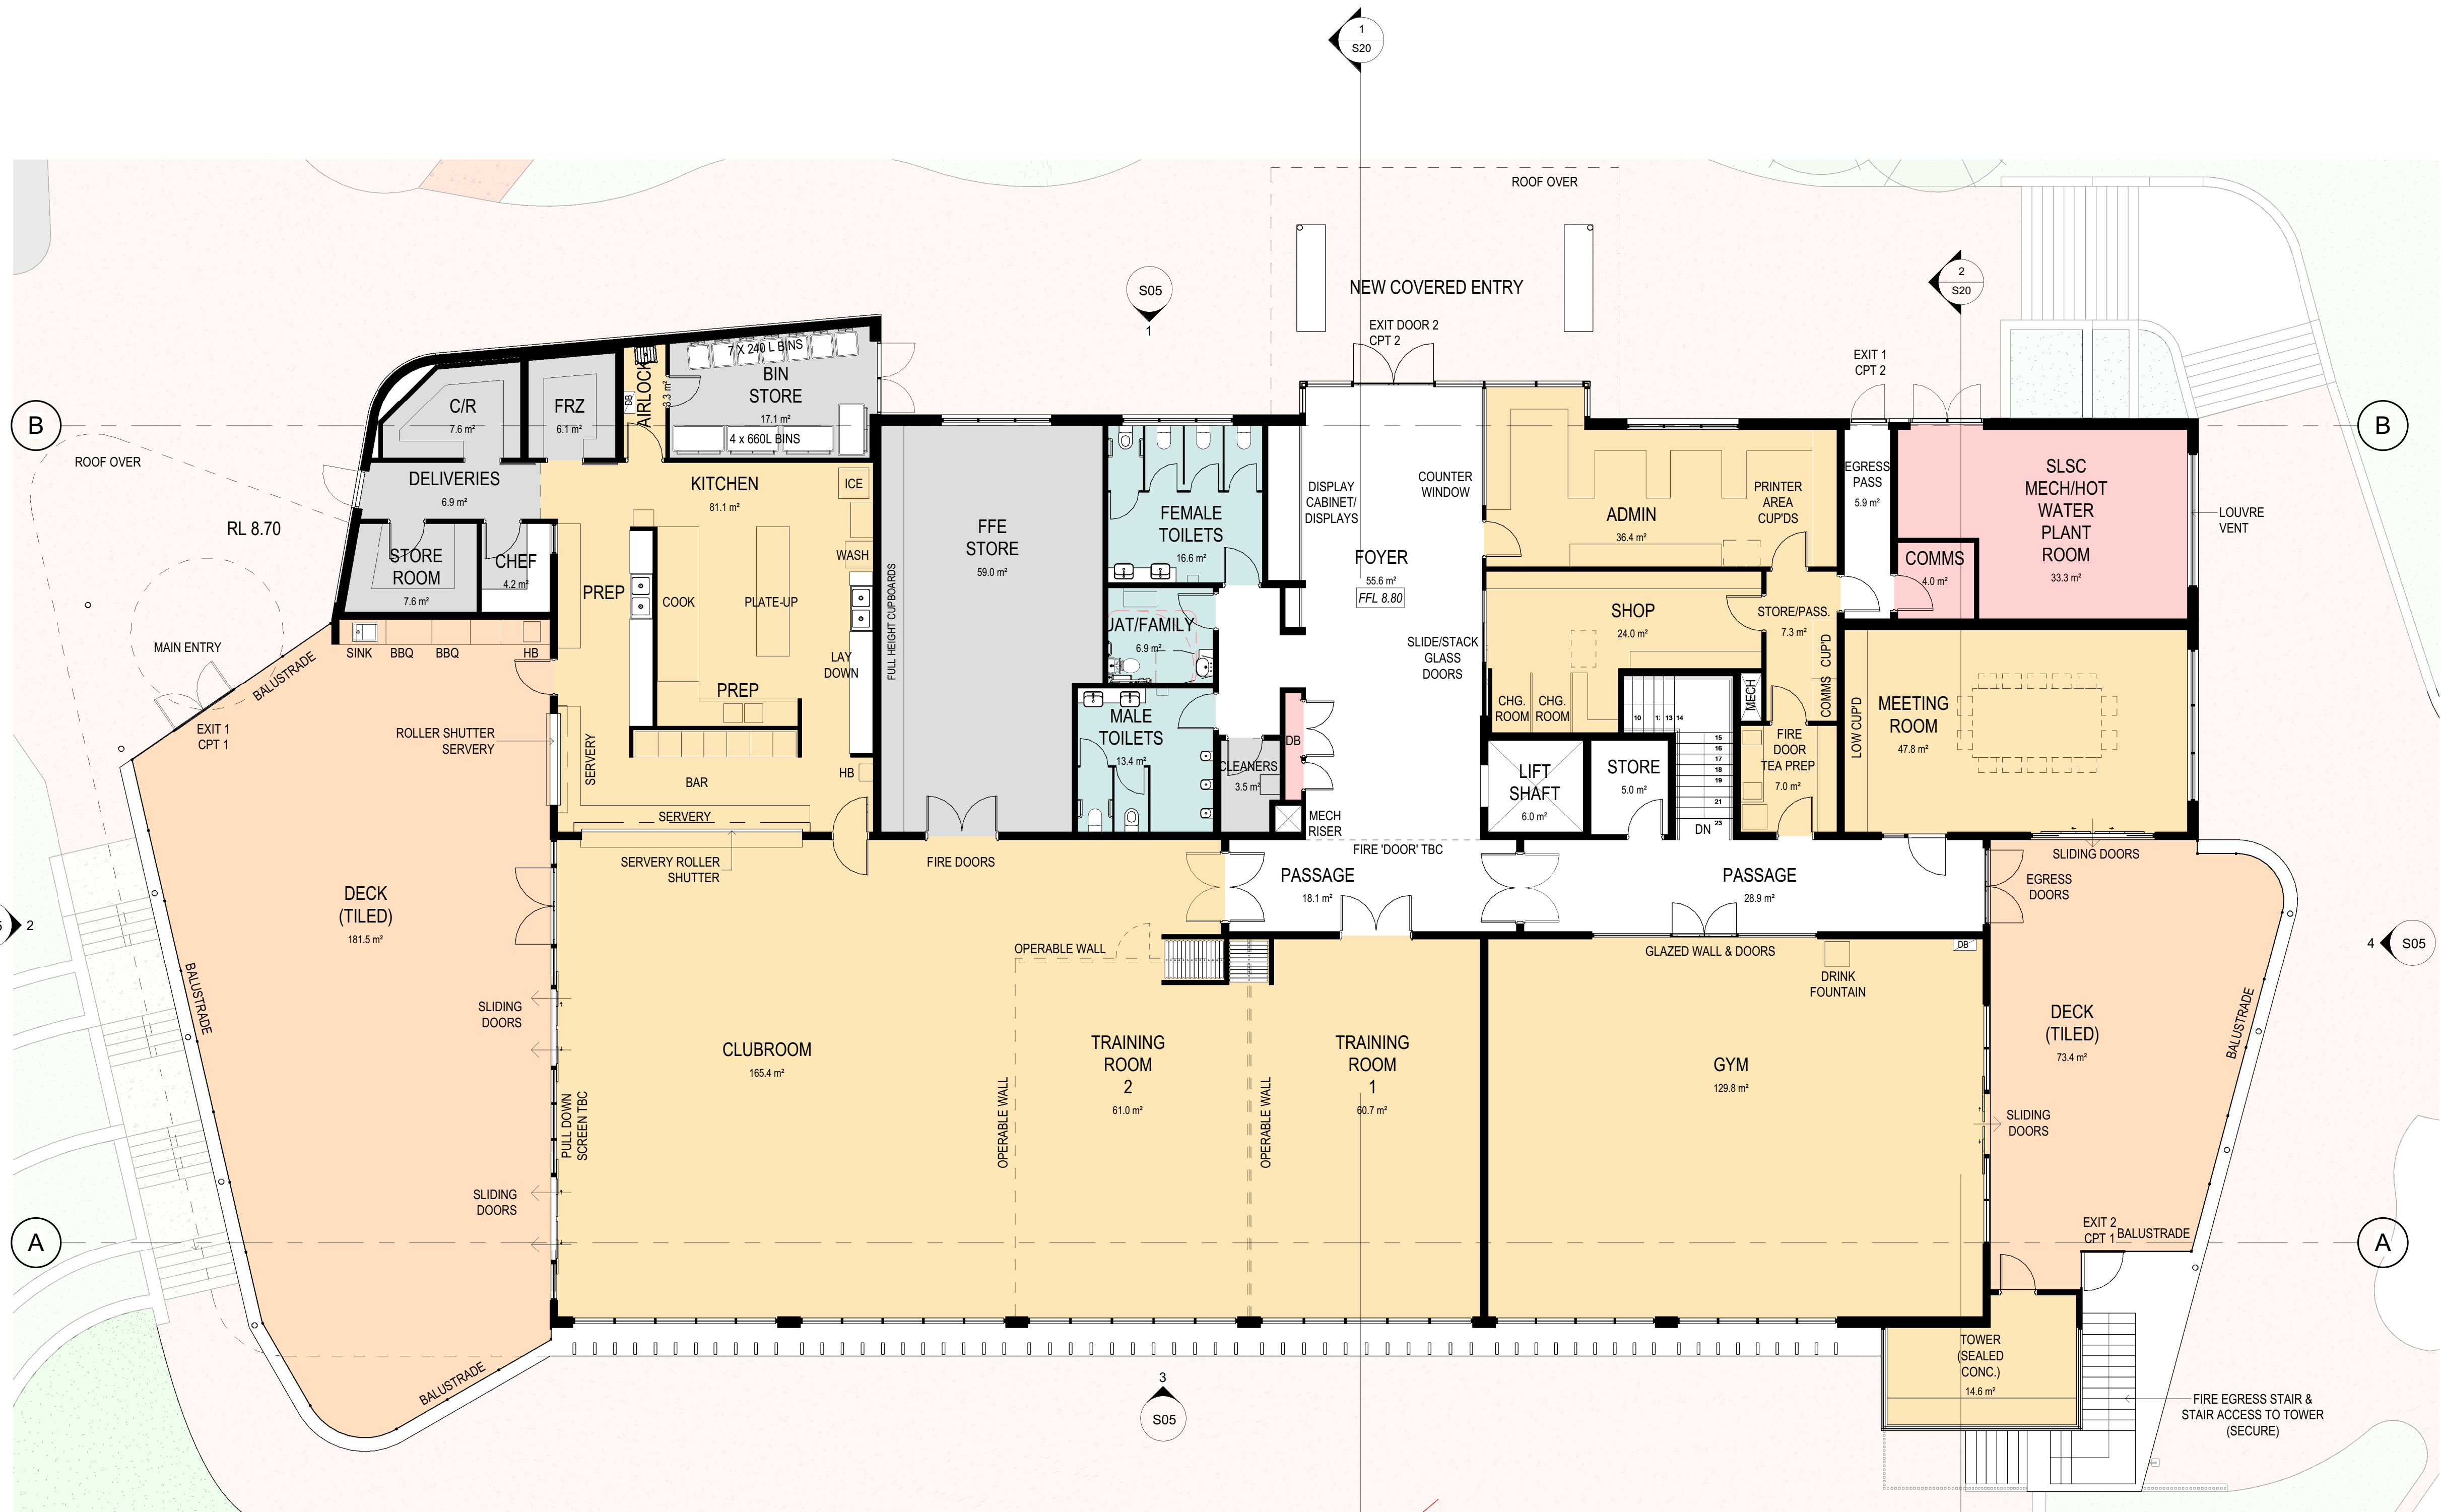 1
S20
ROOF OVER
NEW COVERED ENTRY
2
S20
S05
1
EXIT DOOR 2
CPT 2
EXIT 1
CPT 2
7 X 240 L BINS
BIN
STORE
17.1 m²
4 x 660L BINS
AIRLOCK
3.3 m²
DB
C/R
7.6 m²
FRZ
6.1 m²
B
B
ROOF OVER
DELIVERIES
6.9 m²
KITCHEN
81.1 m²
ICE
WASH
RL 8.70
STORE
ROOM
7.6 m²
CHEF
4.2 m²
PREP
COOK
PLATE-UP
LAY
DOWN
PREP
FULL HEIGHT CUPBOARDS
FFE
STORE
59.0 m²
FEMALE
TOILETS
16.6 m²
UAT/FAMILY
6.9 m²
MALE
TOILETS
13.4 m²
CLEANERS
3.5 m²
DB
MECH
RISER
DISPLAY
CABINET/
DISPLAYS
COUNTER
WINDOW
FOYER
55.6 m²
FFL 8.80
SLIDE/STACK
GLASS
DOORS
ADMIN
36.4 m²
PRINTER
AREA
CUP'DS
EGRESS
PASS
5.9 m²
SLSC
MECH/HOT
WATER
PLANT
ROOM
33.3 m²
LOUVRE
VENT
COMMS
4.0 m²
SHOP
24.0 m²
STORE/PASS.
7.3 m²
COMMS CUP'D
CHG.
ROOM
CHG.
ROOM
MECH
10
13
14
15
16
17
18
19
21
23
DN
LIFT
SHAFT
6.0 m²
STORE
5.0 m²
FIRE
DOOR
TEA PREP
7.0 m²
LOW CUP'D
MEETING
ROOM
47.8 m²
MAIN ENTRY
BALUSTRADE
EXIT 1
CPT 1
SINK
BBQ
BBQ
HB
ROLLER SHUTTER
SERVERY
SERVERY
BAR
HB
SERVERY
SERVERY ROLLER
SHUTTER
FIRE DOORS
FIRE 'DOOR' TBC
PASSAGE
18.1 m²
PASSAGE
28.9 m²
SLIDING DOORS
EGRESS
DOORS
DECK
(TILED)
181.5 m²
2
4
S05
OPERABLE WALL
GLAZED WALL & DOORS
DB
DRINK
FOUNTAIN
BALUSTRADE
SLIDING
DOORS
CLUBROOM
165.4 m²
TRAINING
ROOM
2
61.0 m²
TRAINING
ROOM
1
60.7 m²
GYM
129.8 m²
DECK
(TILED)
73.4 m²
BALUSTRADE
PULL DOWN
SCREEN TBC
OPERABLE WALL
OPERABLE WALL
SLIDING
DOORS
SLIDING
DOORS
A
A
EXIT 2
CPT 1
BALUSTRADE
BALUSTRADE
TOWER
(SEALED
CONC.)
14.6 m²
3
S05
FIRE EGRESS STAIR &
STAIR ACCESS TO TOWER
(SECURE)